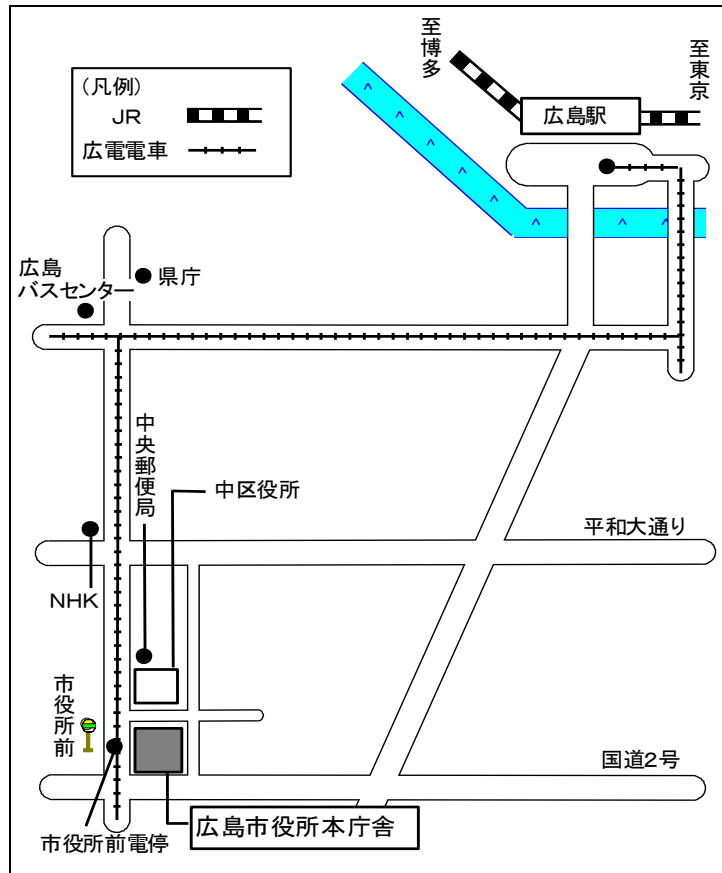 至博多
至東京
(凡例)
JR
広電電車
広島駅
広島
バスセンター
県庁
中央郵便局
中区役所
平和大通り
NHK
市役所前
国道2号
市役所前電停
広島市役所本庁舎